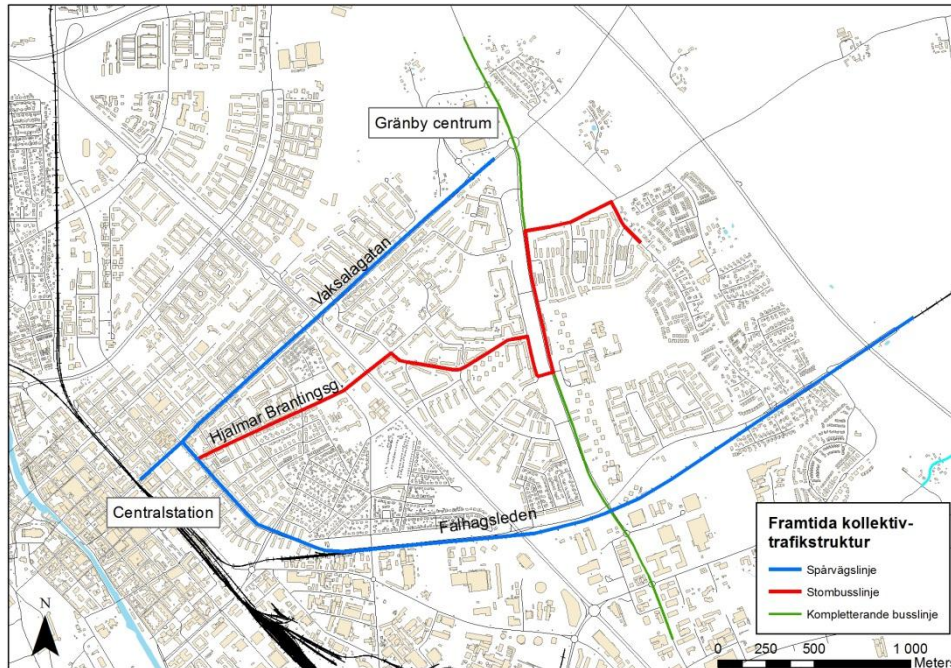 Gränby centrum
Vaksalagatan
Hjalmar Brantingsg.
Centralstation
Fålhagsleden
N
Framtida kollektiv-
trafikstruktur
Spårvägslinje
Stombusslinje
Kompletterande busslinje
0 250 500 1 000
Meter